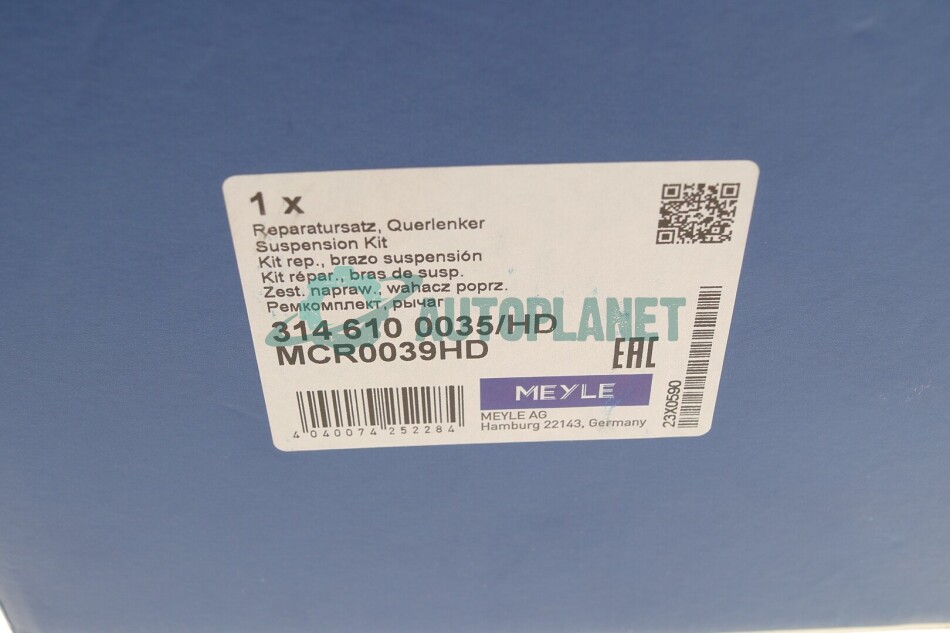 1 x
Reparatursatz, Querlenker
Suspension Kit
Kit rep., brazo suspensión
Kit répar., bras de susp.
Zest. napraw., wahacz poprz.
Ремкомплект, рычаг
AUTOPLANET
314 610 0035/HD
MCR0039HD
EAC
MEYLE
MEYLE AG
Hamburg 22143, Germany
4 040074 252284
23X0590